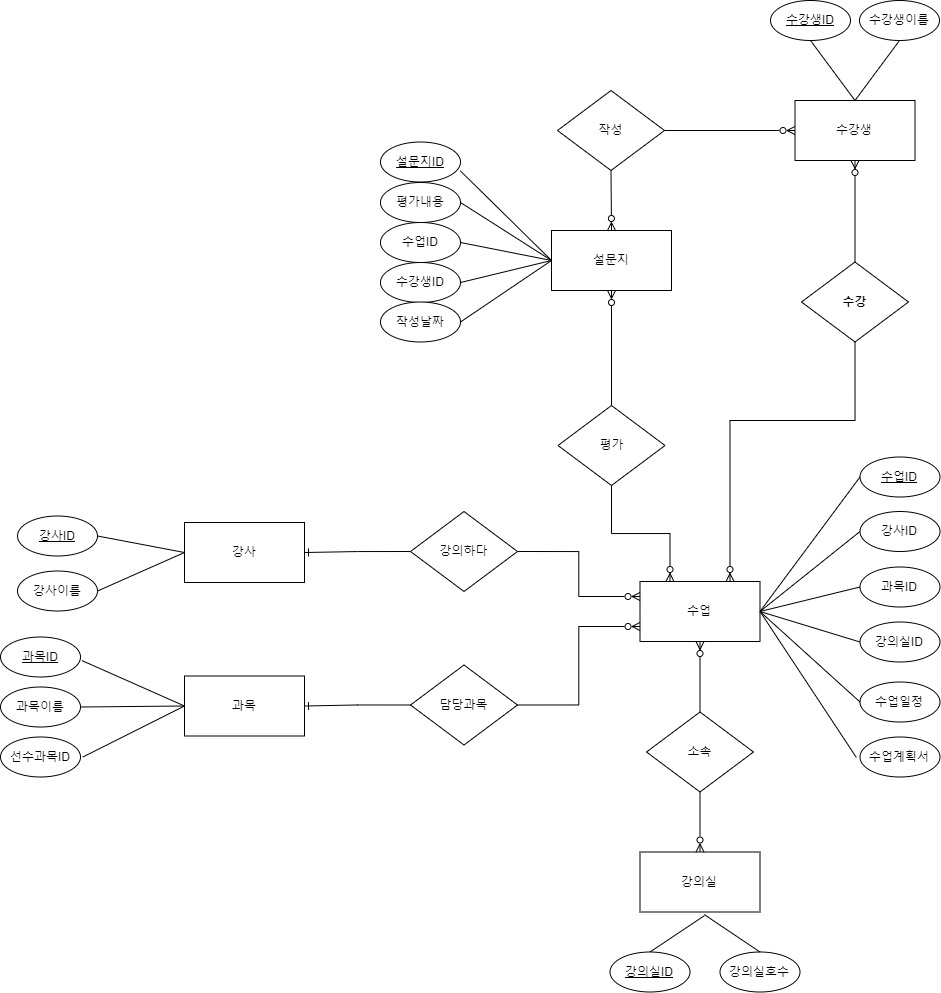 수강생ID
수강생이름
작성
수강생
설문지ID
평가내용
수업ID
수강생ID
작성날짜
설문지
수강
평가
수업ID
강사ID
과목ID
강의실ID
수업일정
수업계획서
강사ID
강사이름
강사
강의하다
수업
과목ID
과목이름
선수과목ID
과목
담당과목
소속
강의실
강의실ID
강의실호수